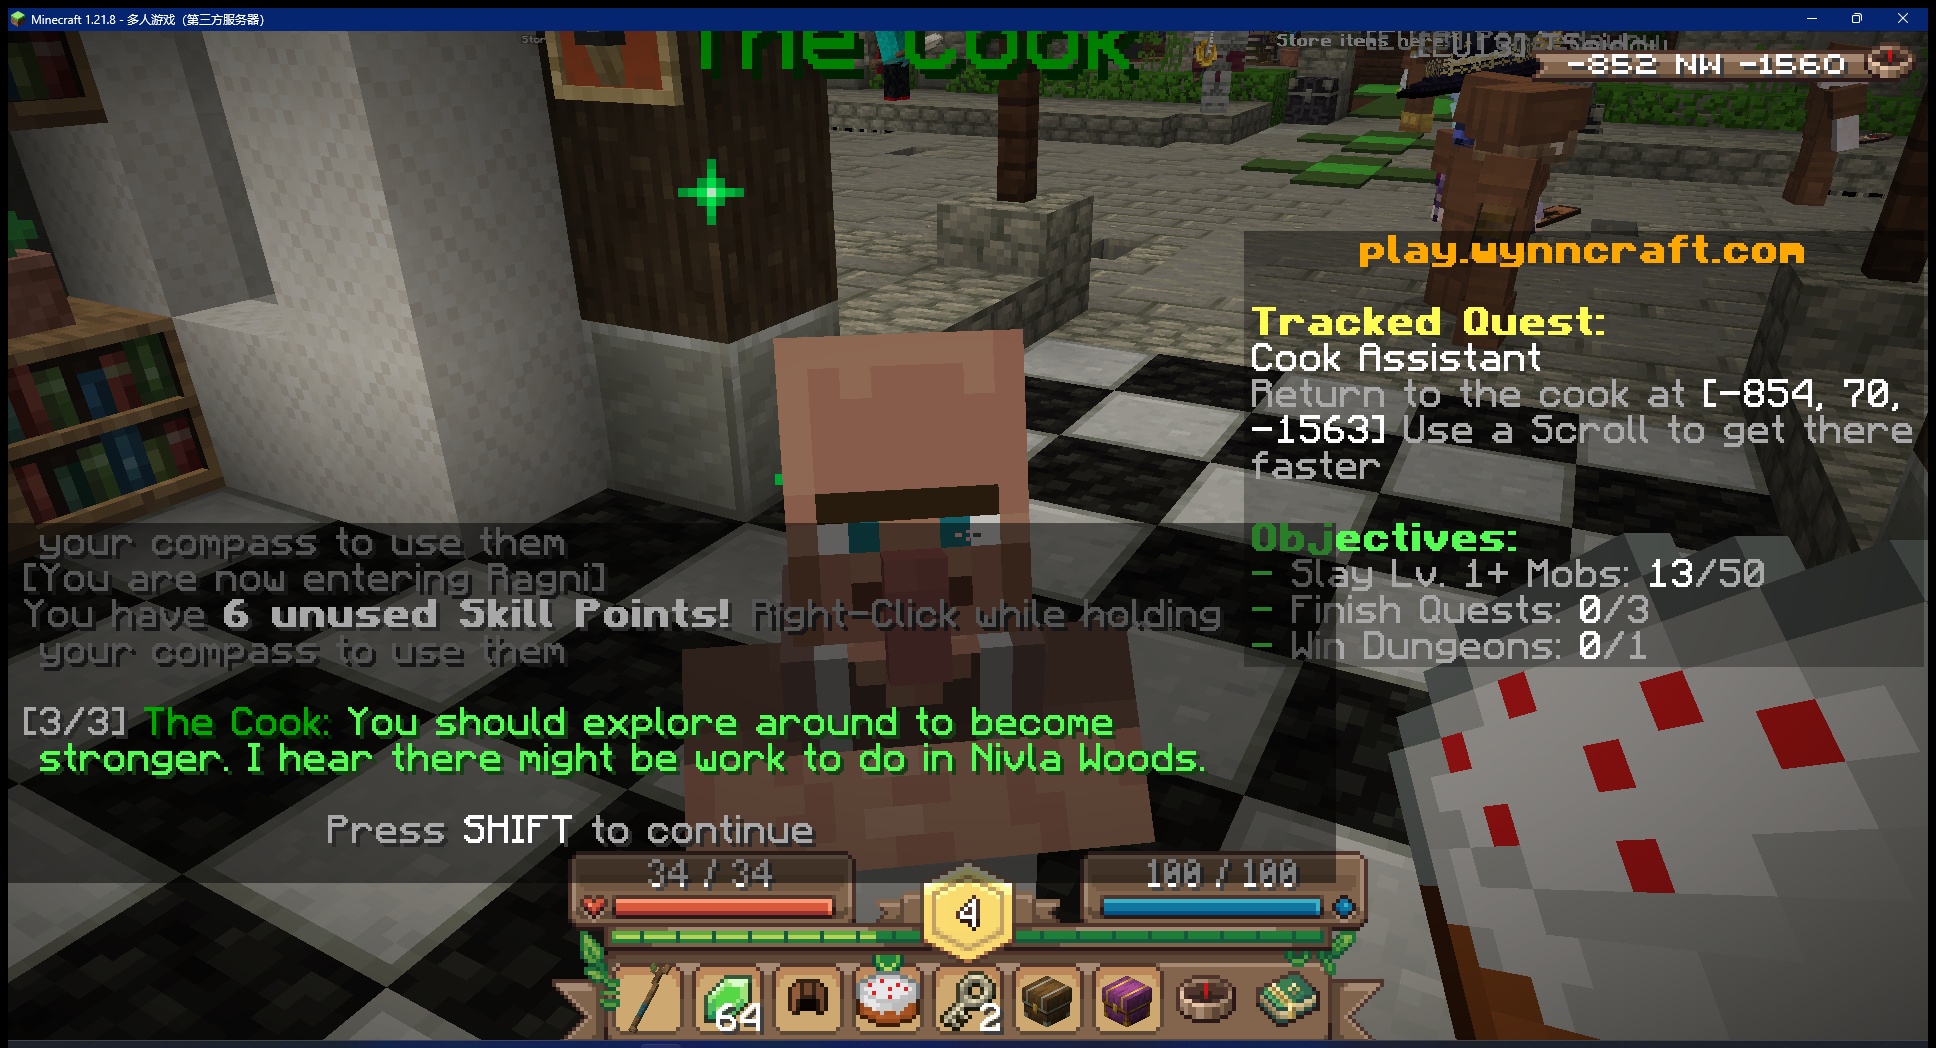 Minecraft 1.21.8 - 多人游戏（第三方服务器）
The Cook
Store items here!
-852 NW -1560
play.wynncraft.com
Tracked Quest:
Cook Assistant
Return to the cook at [-854, 70,
-1563] Use a Scroll to get there
faster
Objectives:
- Slay Lv. 1+ Mobs: 13/50
- Finish Quests: 0/3
- Win Dungeons: 0/1
your compass to use them
[You are now entering Ragni]
You have 6 unused Skill Points! Right-Click while holding
your compass to use them
[3/3] The Cook: You should explore around to become
stronger. I hear there might be work to do in Nivla Woods.
Press SHIFT to continue
34 / 34
4
100 / 100
64
2